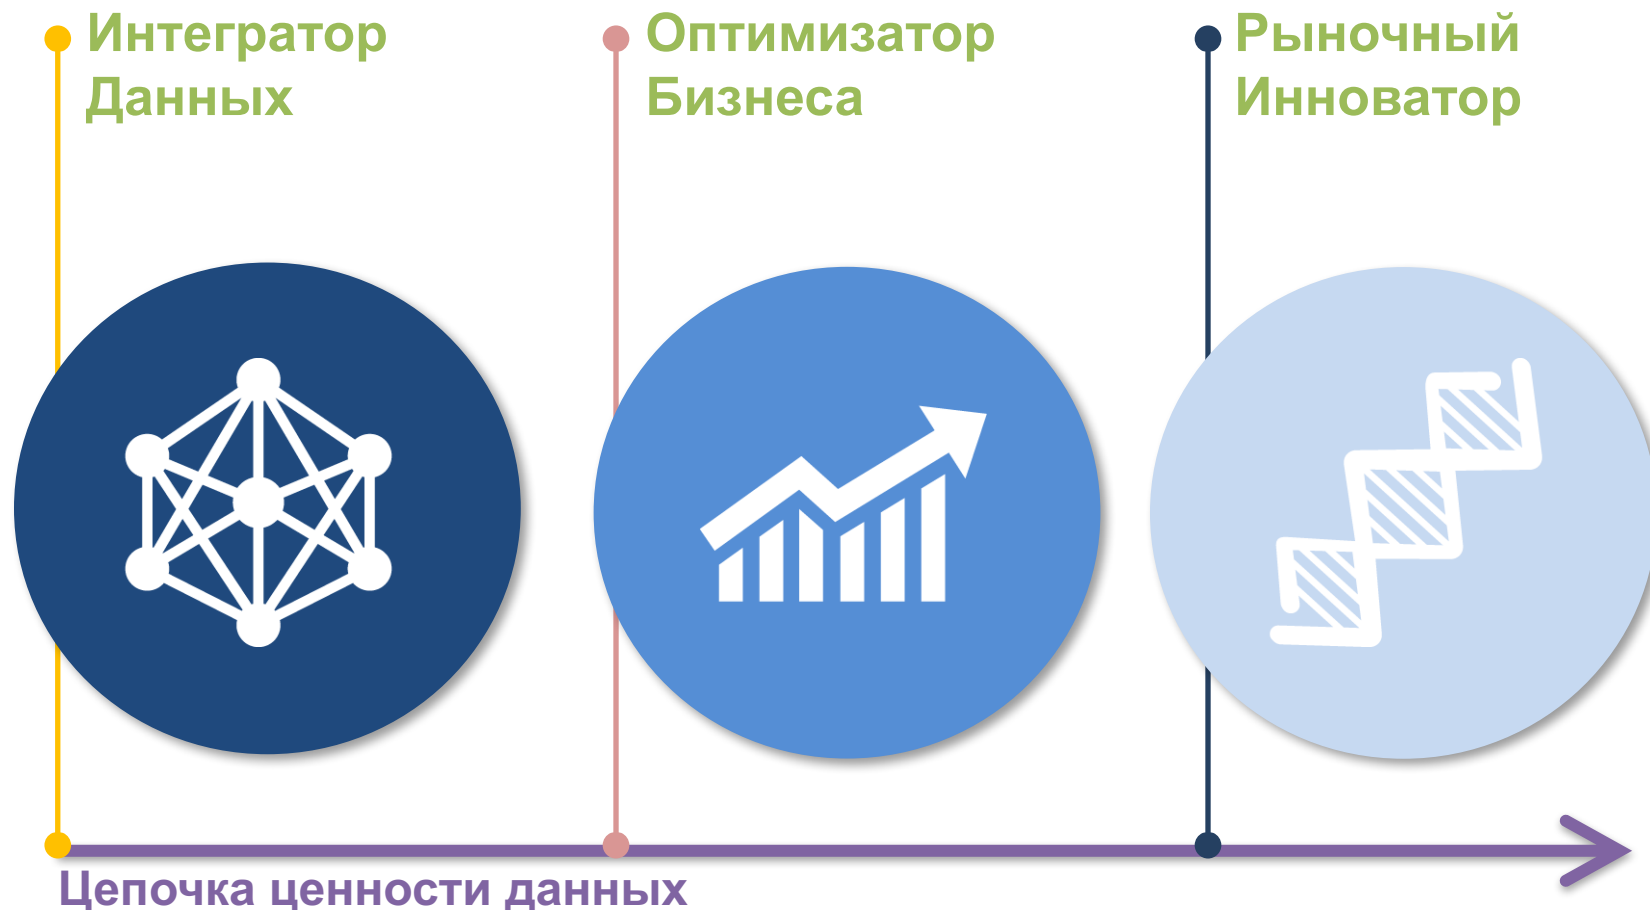 Интегратор
Данных
Оптимизатор
Бизнеса
Рыночный
Инноватор
Цепочка ценности данных